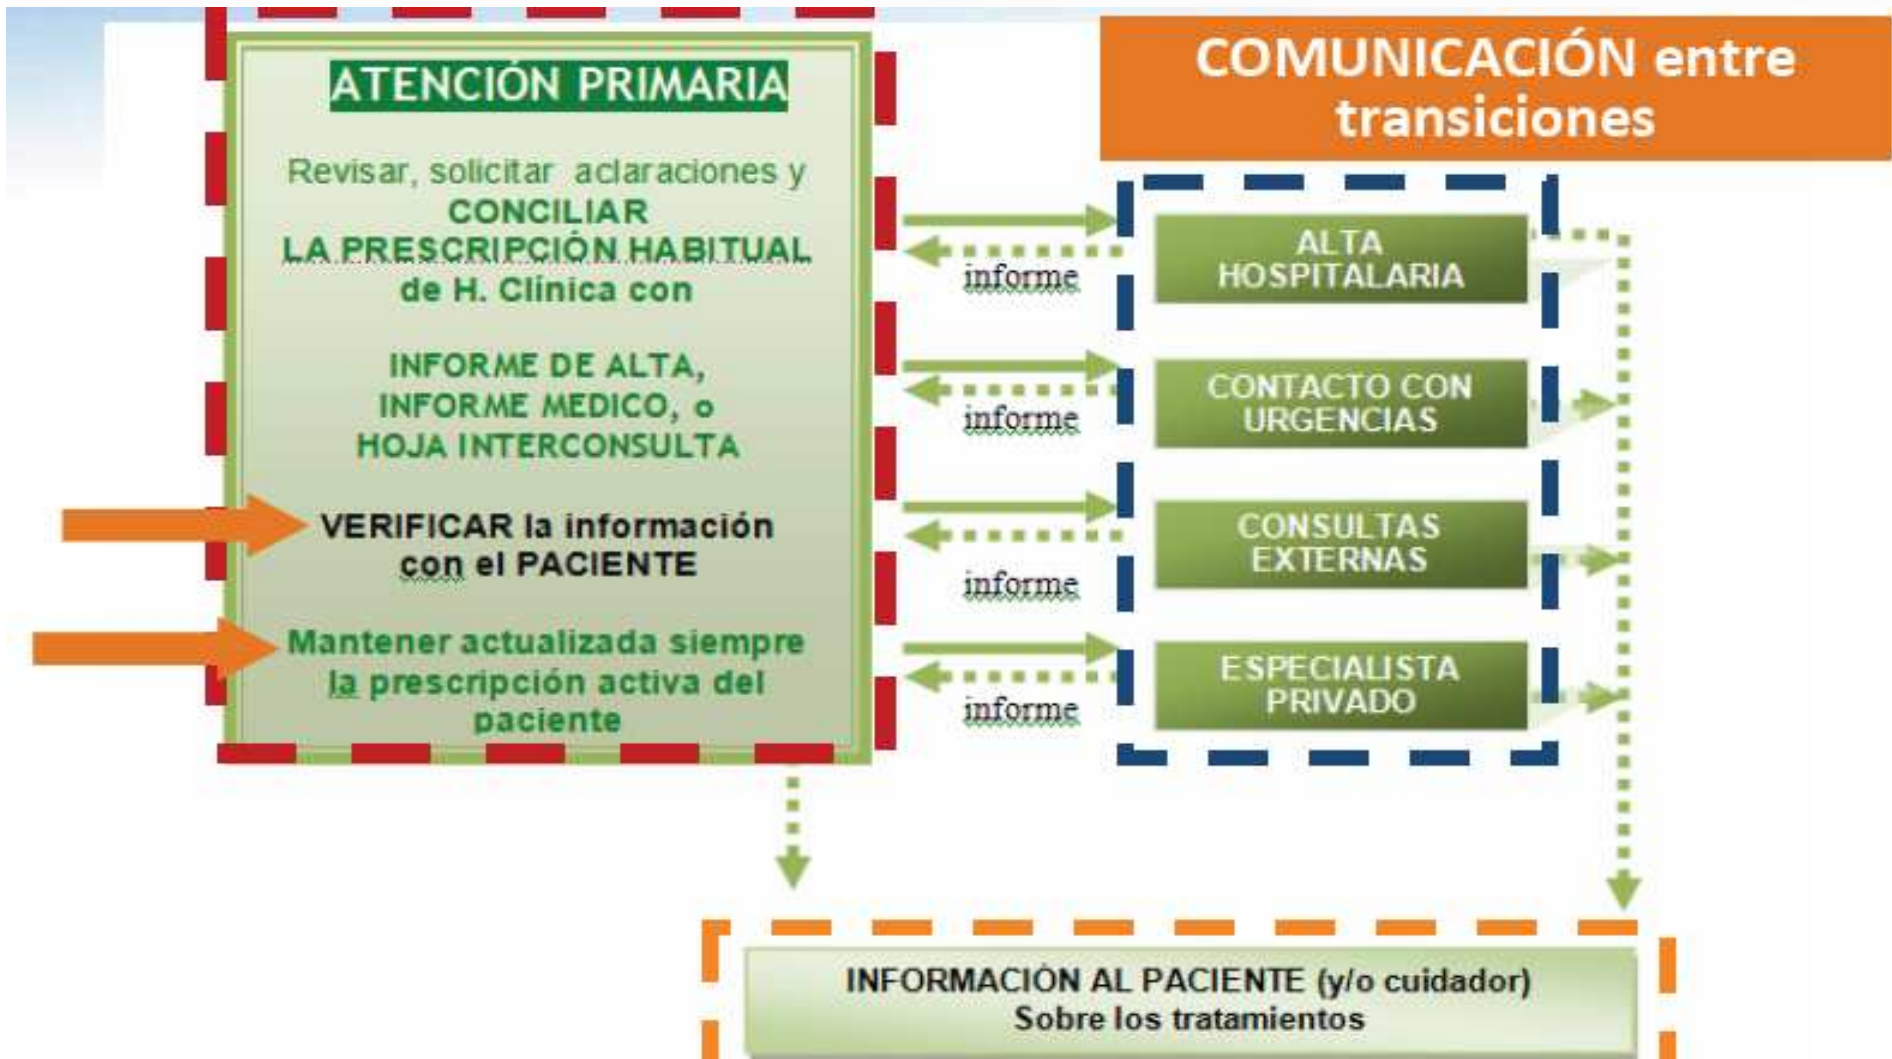 ATENCIÓN PRIMARIA
Revisar, solicitar aclaraciones y
CONCILIAR
LA PRESCRIPCIÓN HABITUAL
de H. Clínica con
INFORME DE ALTA,
INFORME MEDICO, o
HOJA INTERCONSULTA
VERIFICAR la información
con el PACIENTE
Mantener actualizada siempre
la prescripción activa del
paciente
COMUNICACIÓN entre
transiciones
informe
ALTA
HOSPITALARIA
informe
CONTACTO CON
URGENCIAS
informe
CONSULTAS
EXTERNAS
informe
ESPECIALISTA
PRIVADO
INFORMACIÓN AL PACIENTE (y/o cuidador)
Sobre los tratamientos